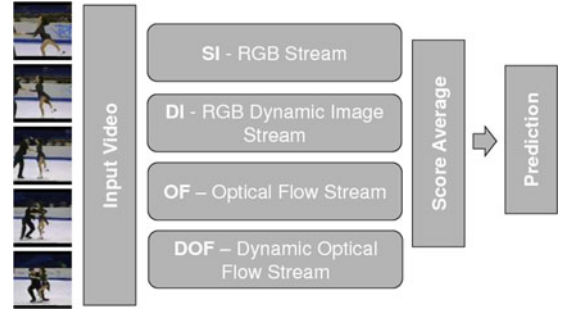 Input Video
SI - RGB Stream
DI - RGB Dynamic Image
Stream
OF – Optical Flow Stream
DOF – Dynamic Optical
Flow Stream
Score Average
Prediction